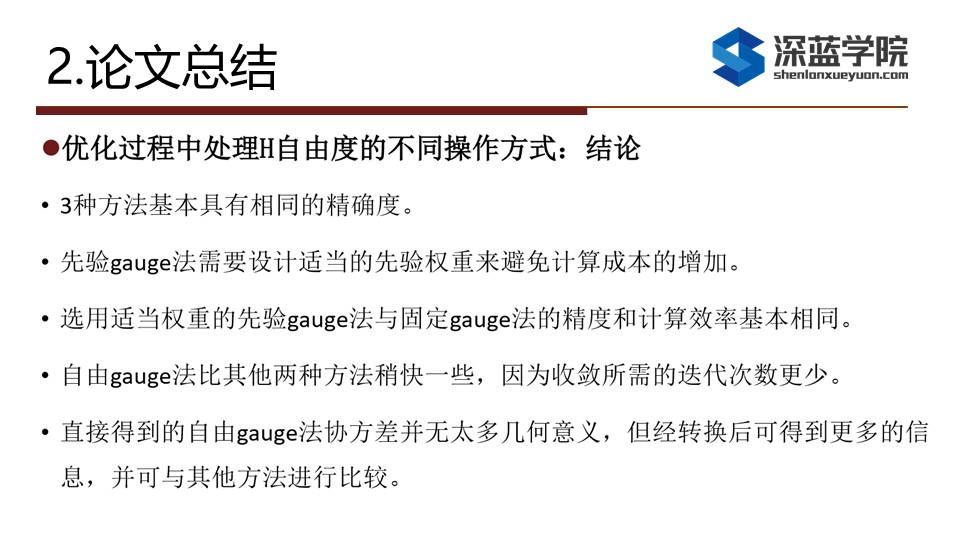 2.论文总结
深蓝学院
shenlanxueyuan.com
●优化过程中处理H自由度的不同操作方式：结论
• 3种方法基本具有相同的精确度。
• 先验gauge法需要设计适当的先验权重来避免计算成本的增加。
• 选用适当权重的先验gauge法与固定gauge法的精度和计算效率基本相同。
• 自由gauge法比其他两种方法稍快一些，因为收敛所需的迭代次数更少。
• 直接得到的自由gauge法协方差并无太多几何意义，但经转换后可得到更多的信
息，并可与其他方法进行比较。